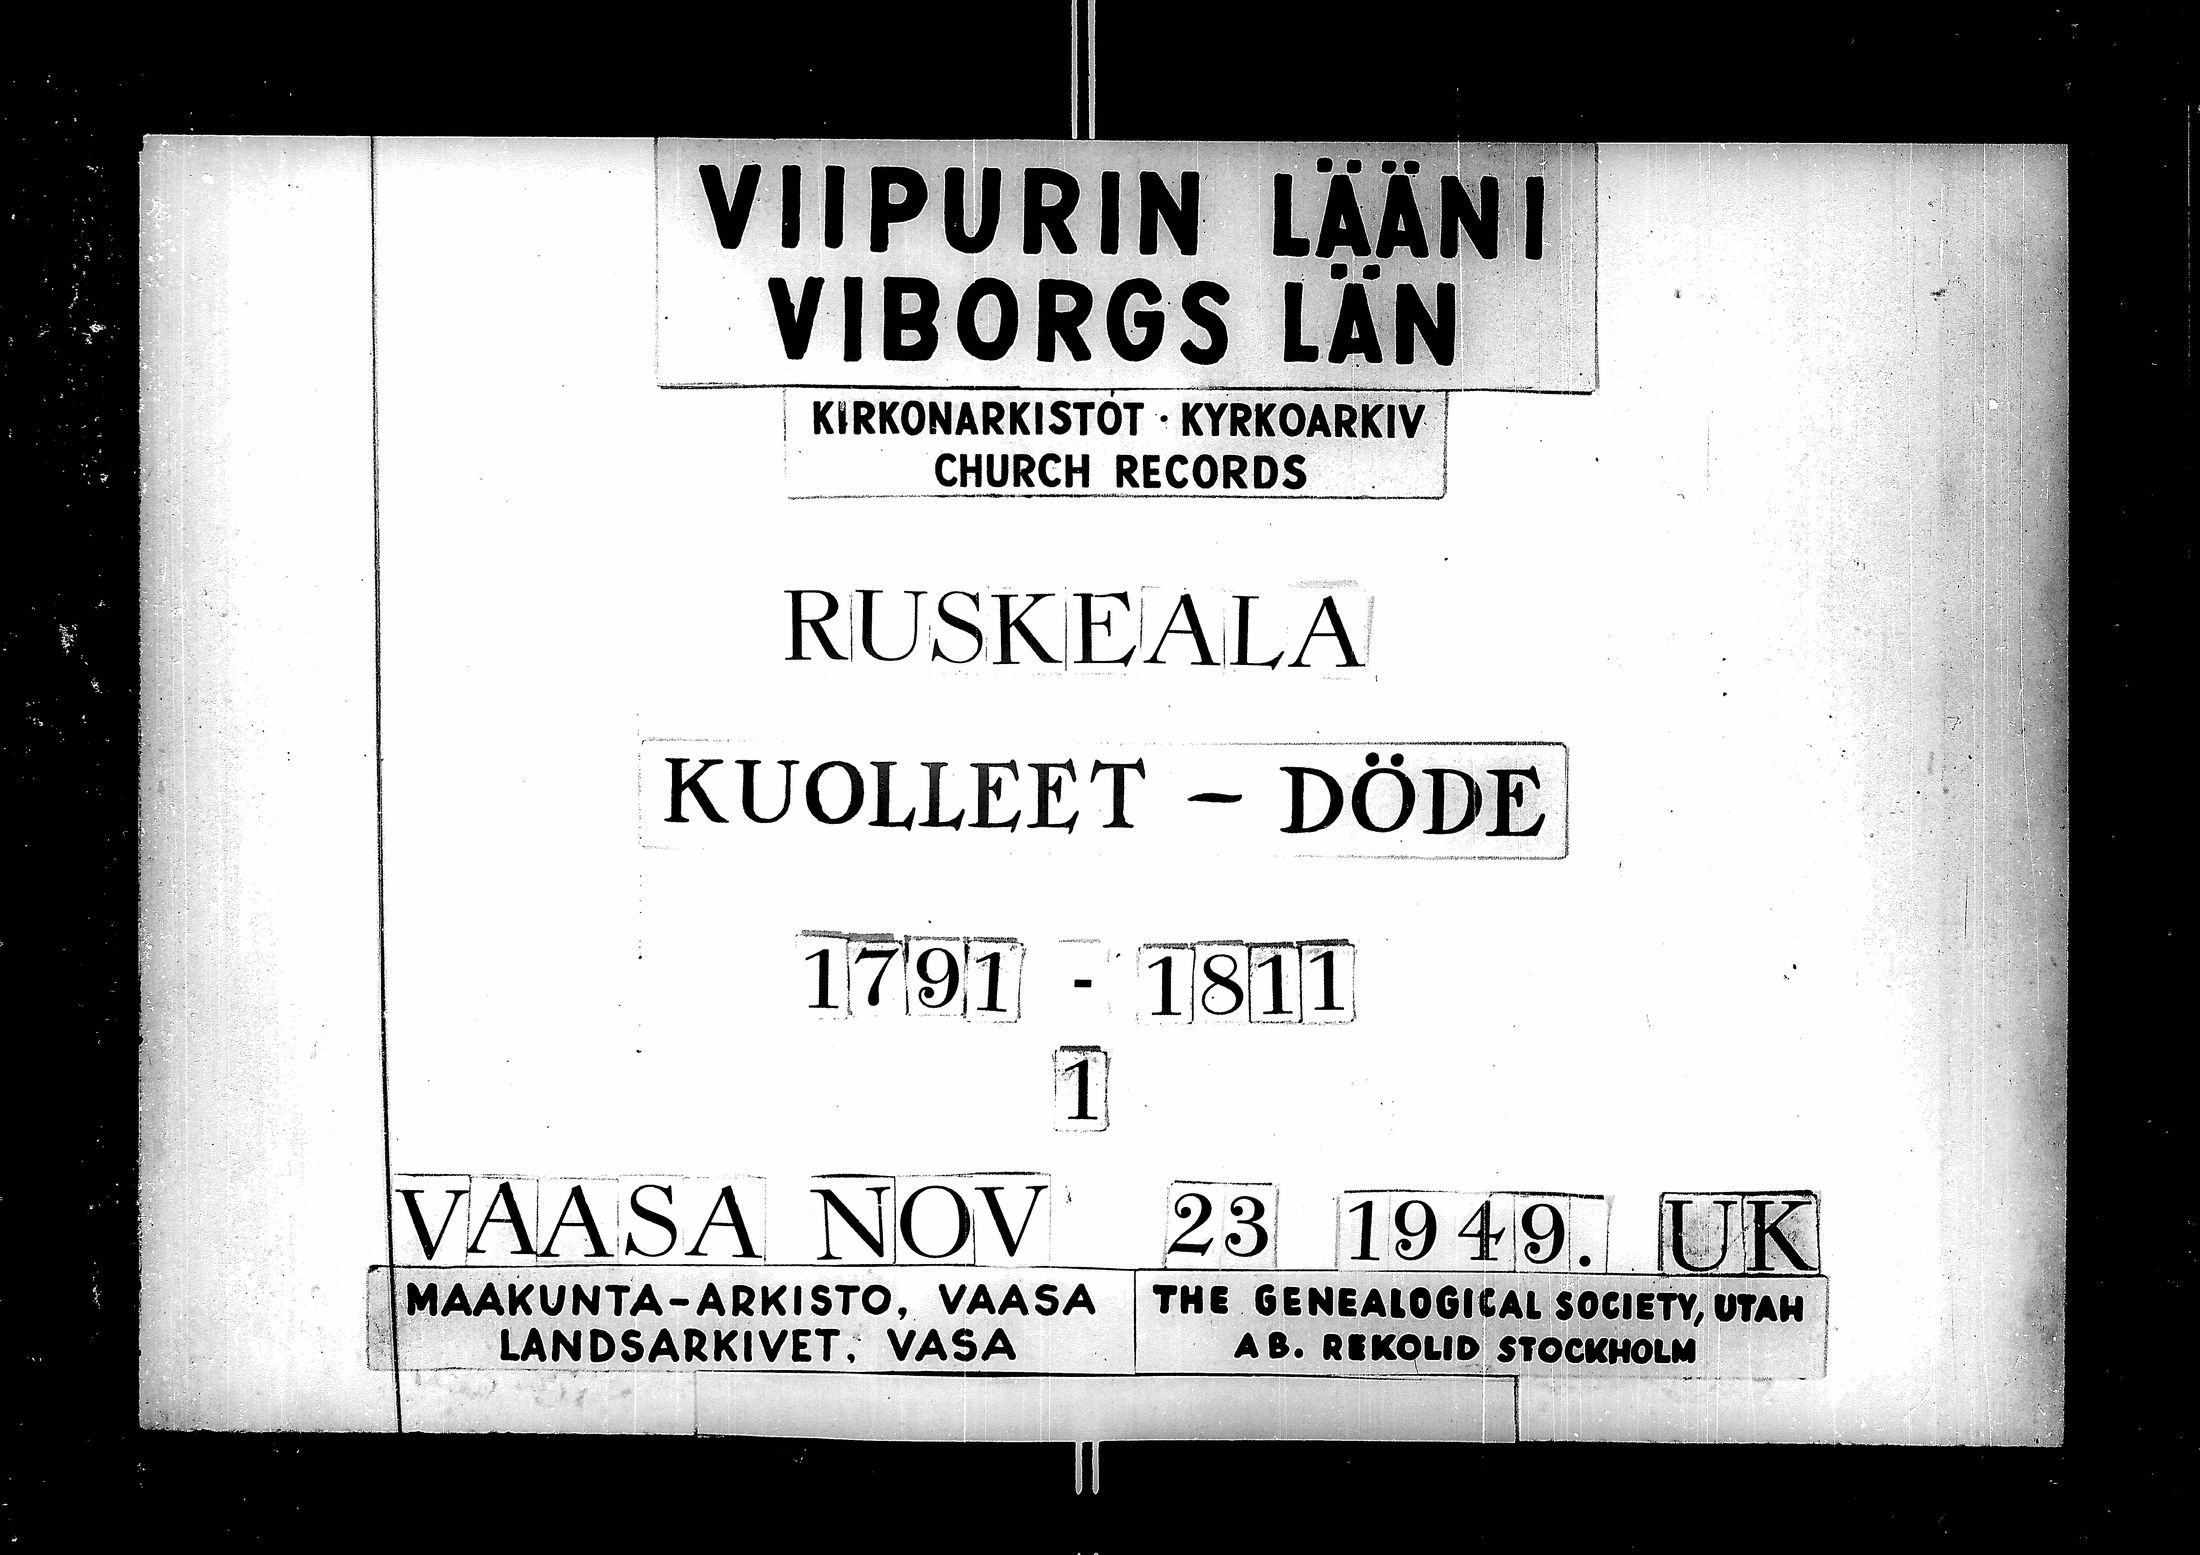 VIIPURIN LÄÄNI
VIBORGS LÄN
KIRKONARKISTOT · KYRKOARKIV
CHURCH RECORDS
RUSKEALA
KUOLLEET - DÖDE
1791 - 1811
1
VAASA NOV 23 1949. UK
MAAKUNTA-ARKISTO, VAASA
LANDSARKIVET, VASA
THE GENEALOGICAL SOCIETY, UTAH
AB. REKOLID STOCKHOLM